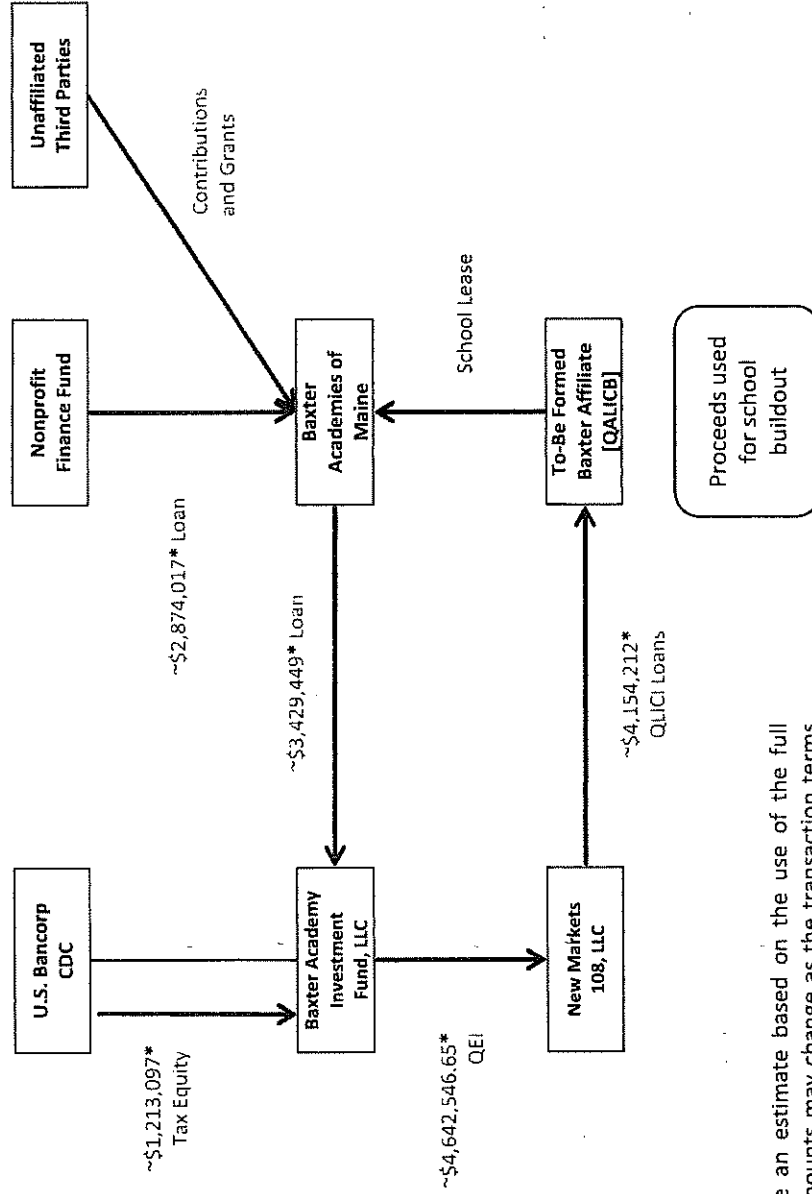 Unaffiliated
Third Parties
Contributions
and Grants
Nonprofit
Finance Fund
~$2,874,017* Loan
Baxter
Academies of
Maine
School Lease
To-Be Formed
Baxter Affiliate
[QALICB]
Proceeds used
for school
buildout
U.S. Bancorp
CDC
~$1,213,097*
Tax Equity
~$3,429,449* Loan
Baxter Academy
Investment
Fund, LLC
~$4,642,546.65*
QEI
New Markets
108, LLC
~$4,154,212*
QLICI Loans
an estimate based on the use of the full
may change as the transaction terms